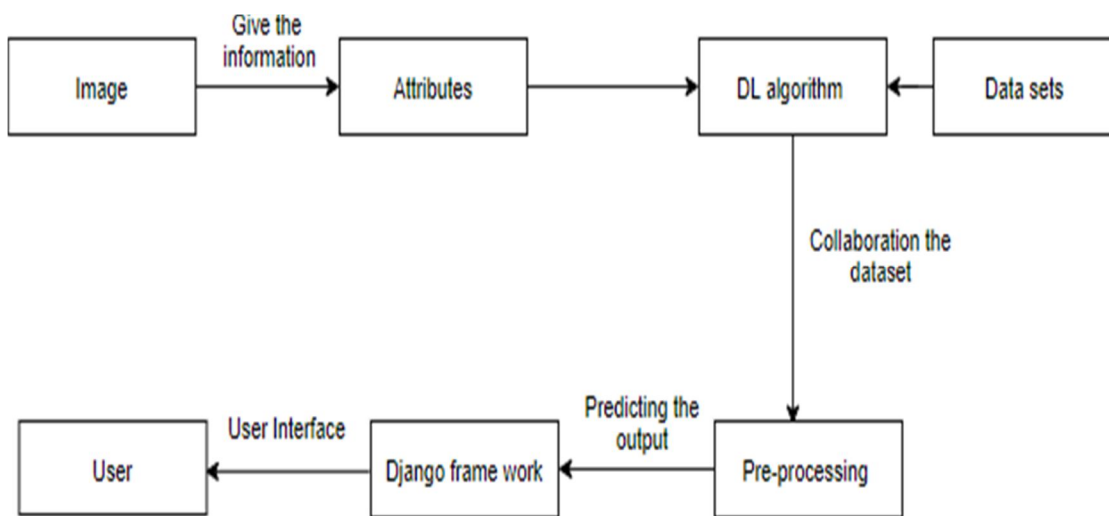 Give the
information
Image
Attributes
DL algorithm
Data sets
Collaboration the
dataset
Predicting the
output
User Interface
User
Django frame work
Pre-processing